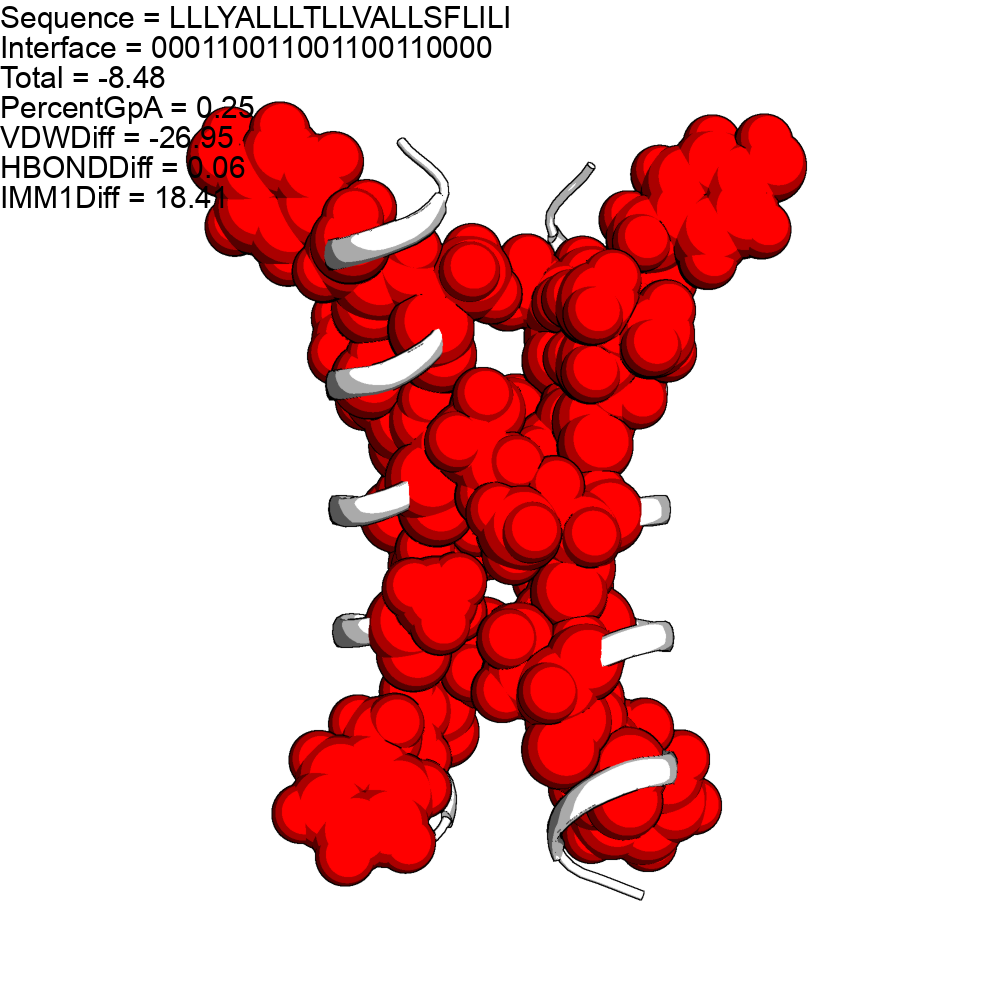 Sequence = LLLYALLLTLLVALLSFLILI
Interface = 000110011001100110000
Total = -8.48
PercentGpA = 0.25
VDWDiff = -26.95
HBONDDiff = 0.06
IMM1Diff = 18.41